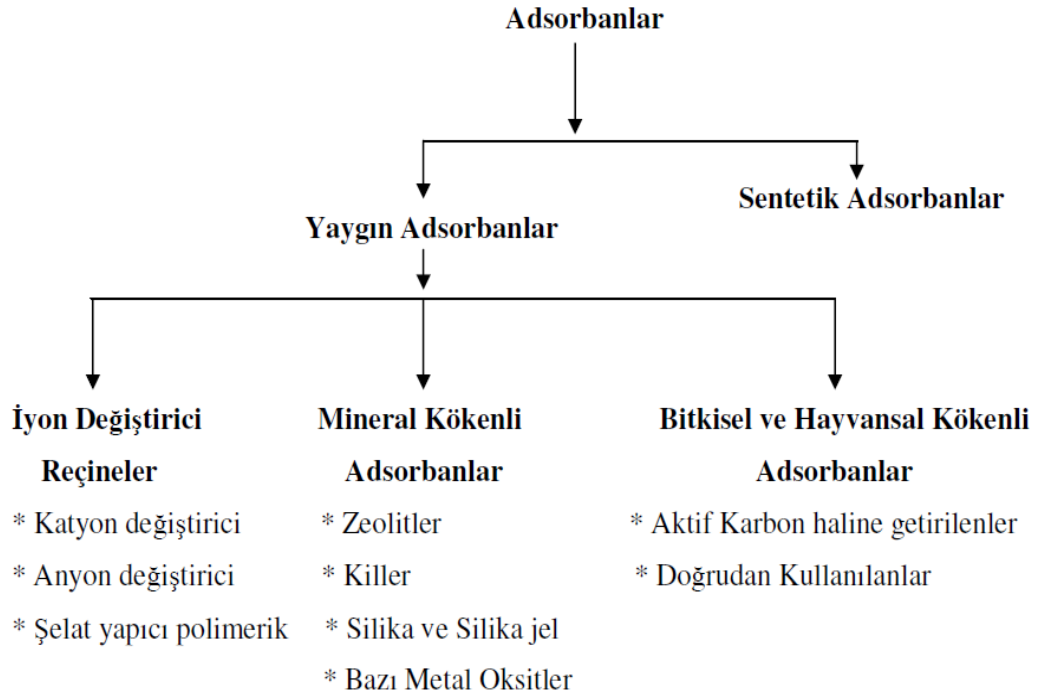 Adsorbanlar
Sentetik Adsorbanlar
Yaygın Adsorbanlar
İyon Değiştirici
Reçineler
* Katyon değiştirici
* Anyon değiştirici
* Şelat yapıcı polimerik
Mineral Kökenli
Adsorbanlar
* Zeolitler
* Killer
* Silika ve Silika jel
* Bazı Metal Oksitler
Bitkisel ve Hayvansal Kökenli
Adsorbanlar
* Aktif Karbon haline getirilenler
* Doğrudan Kullanılanlar